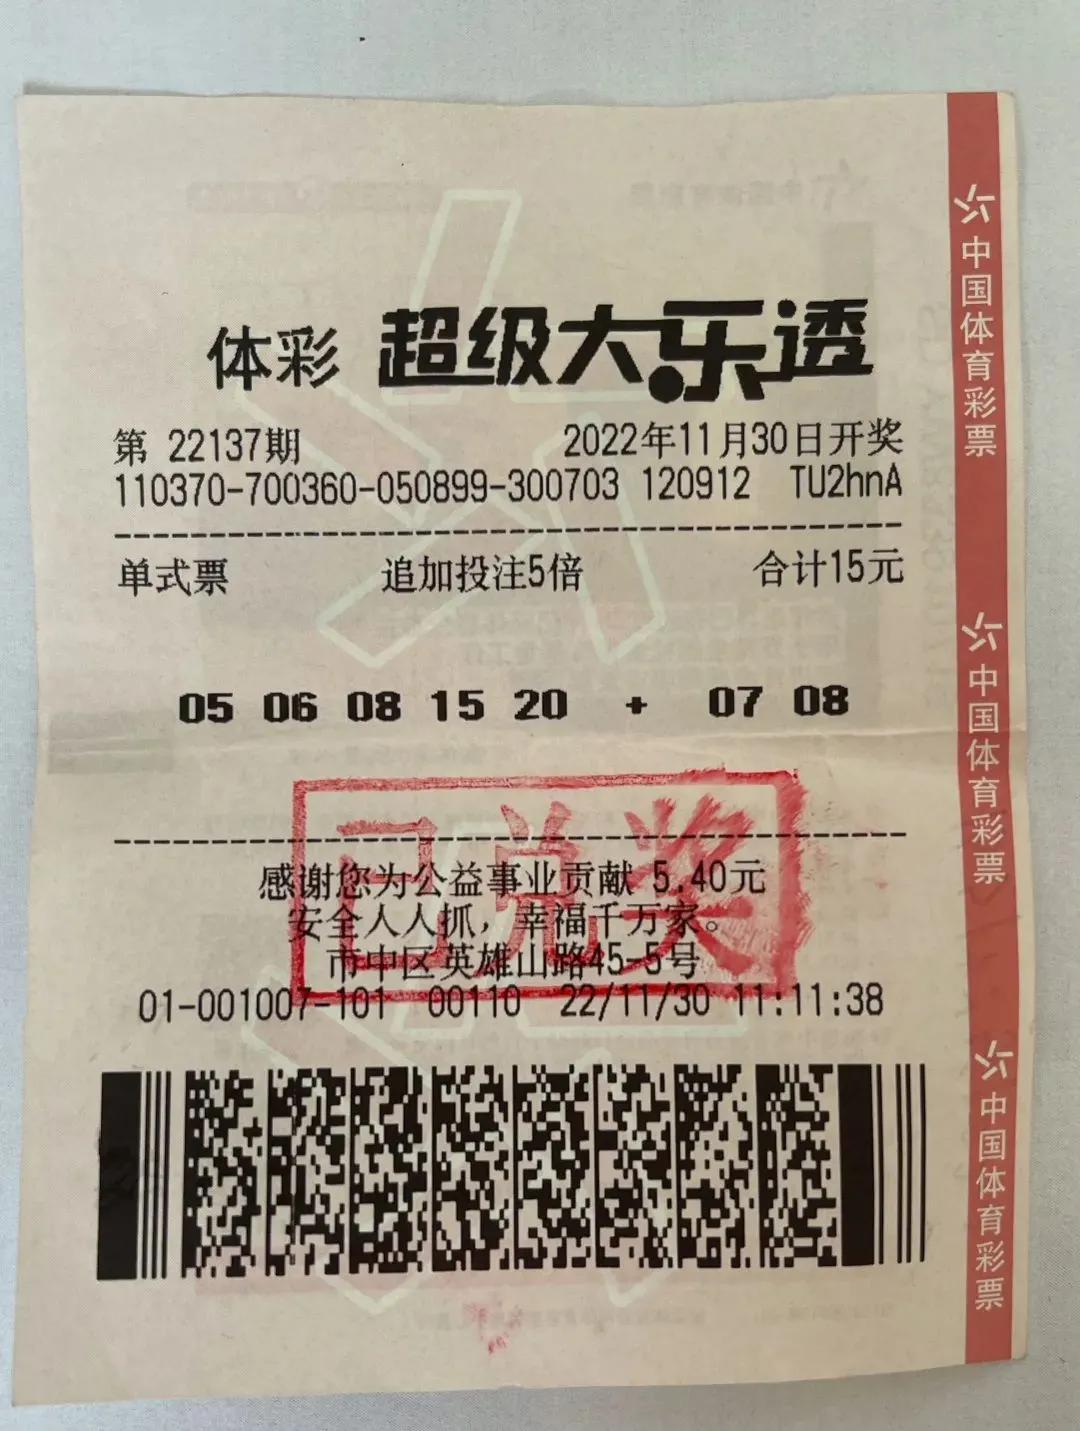 体彩 超级大乐透
第 22137期 2022年11月30日开奖
110370-700360-050899-300703 120912 TU2hnA
单式票 追加投注5倍 合计15元
05 06 08 15 20 + 07 08
已兑奖
感谢您为公益事业贡献 5.40元
安全人人抓，幸福千万家。
市中区英雄山路45-5号
01-001007-101 00110 22/11/30 11:11:38
中国体育彩票
中国体育彩票
中国体育彩票